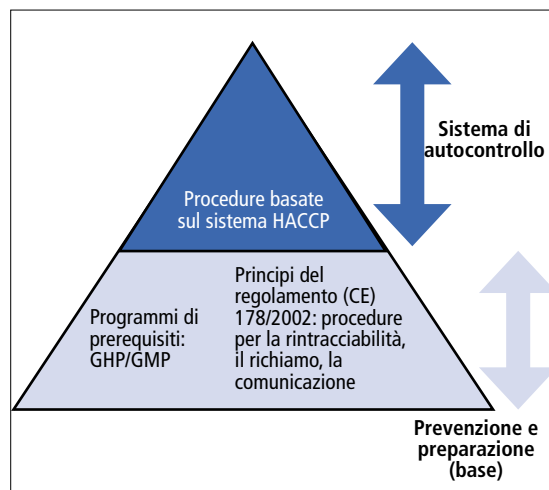 Procedure basate
sul sistema HACCP
Sistema di
autocontrollo
Programmi di
prerequisiti:
GHP/GMP
Principi del
regolamento (CE)
178/2002: procedure
per la rintracciabilità,
il richiamo, la
comunicazione
Prevenzione e
preparazione
(base)